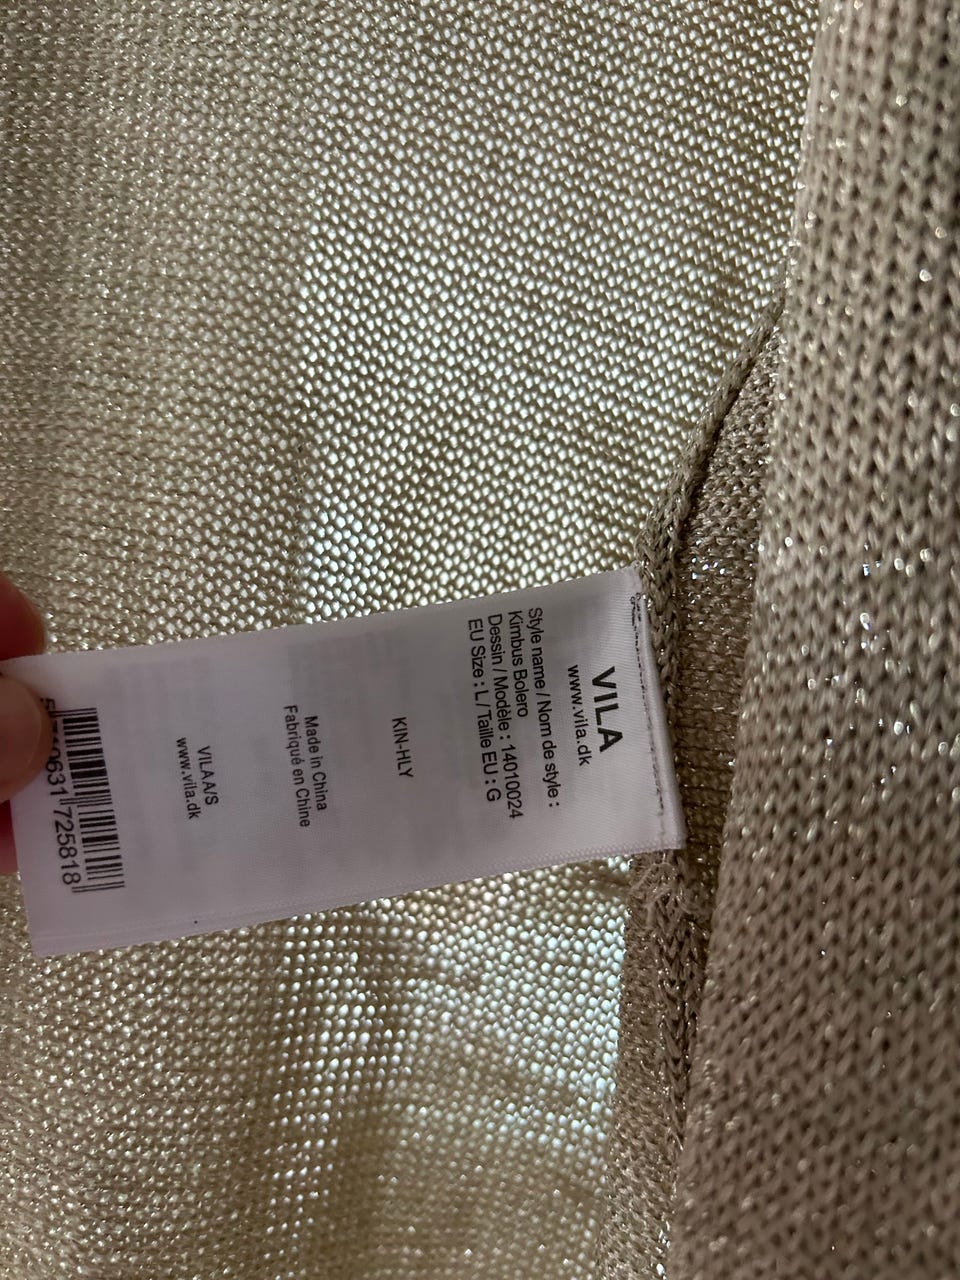 VILA
www.vila.dk
Style name / Nom de style :
Kimbus Bolero
Dessin / Modèle : 14010024
EU Size : L / Taille EU : G
KIN-HLY
Made in China
Fabriqué en Chine
VILA A/S
www.vila.dk
725818